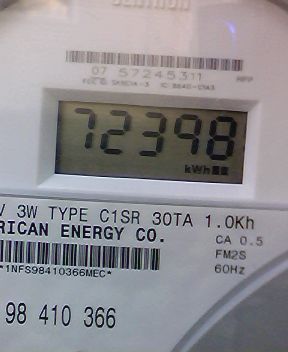 CENTRON
07 57245311
72398
kWh
V 3W TYPE C1SR 30TA 1.0Kh
RICAN ENERGY CO.
CA 0.5
FM2S
*1NFS98410366MEC*
60Hz
98 410 366